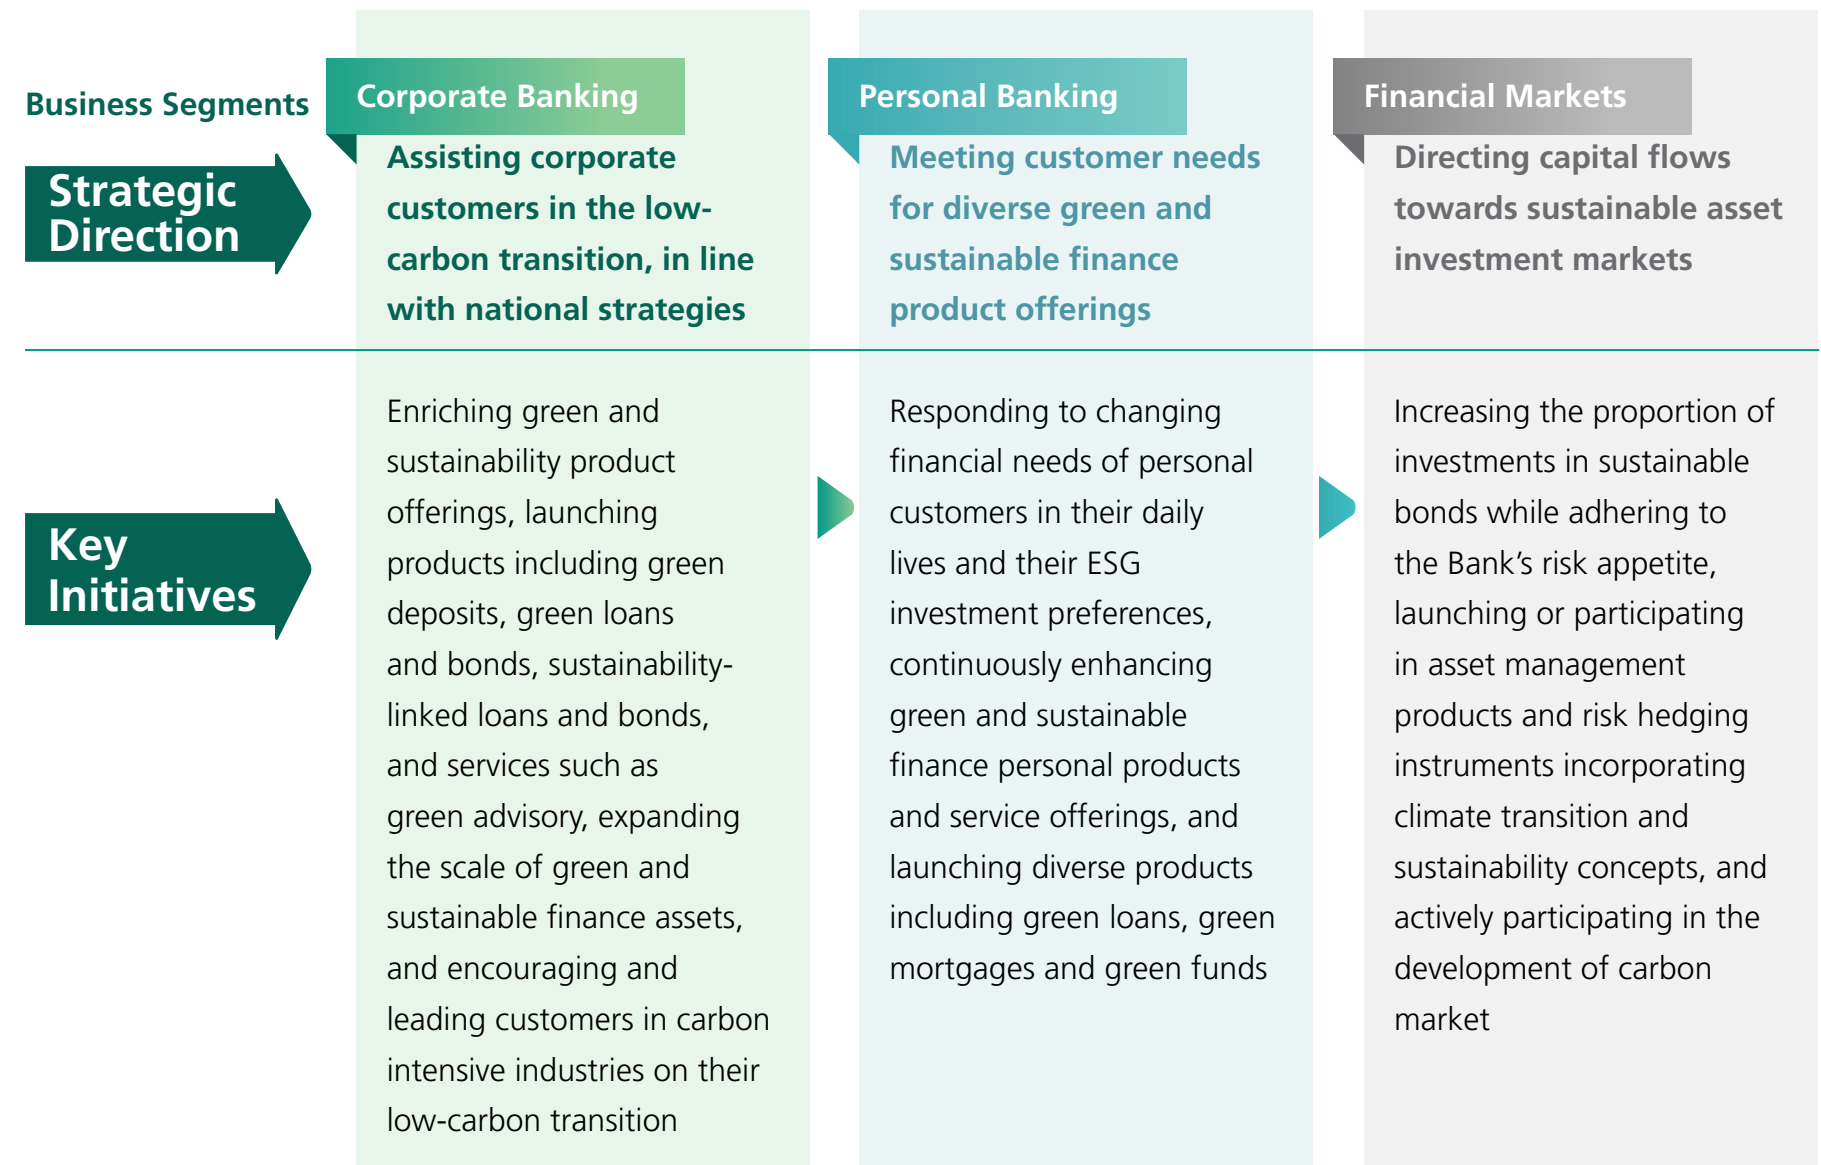 Business Segments
Corporate Banking
Personal Banking
Financial Markets
Strategic
Direction
Assisting corporate
customers in the low-
carbon transition, in line
with national strategies
Meeting customer needs
for diverse green and
sustainable finance
product offerings
Directing capital flows
towards sustainable asset
investment markets
Key
Initiatives
Enriching green and
sustainability product
offerings, launching
products including green
deposits, green loans
and bonds, sustainability-
linked loans and bonds,
and services such as
green advisory, expanding
the scale of green and
sustainable finance assets,
and encouraging and
leading customers in carbon
intensive industries on their
low-carbon transition
Responding to changing
financial needs of personal
customers in their daily
lives and their ESG
investment preferences,
continuously enhancing
green and sustainable
finance personal products
and service offerings, and
launching diverse products
including green loans, green
mortgages and green funds
Increasing the proportion of
investments in sustainable
bonds while adhering to
the Bank’s risk appetite,
launching or participating
in asset management
products and risk hedging
instruments incorporating
climate transition and
sustainability concepts, and
actively participating in the
development of carbon
market